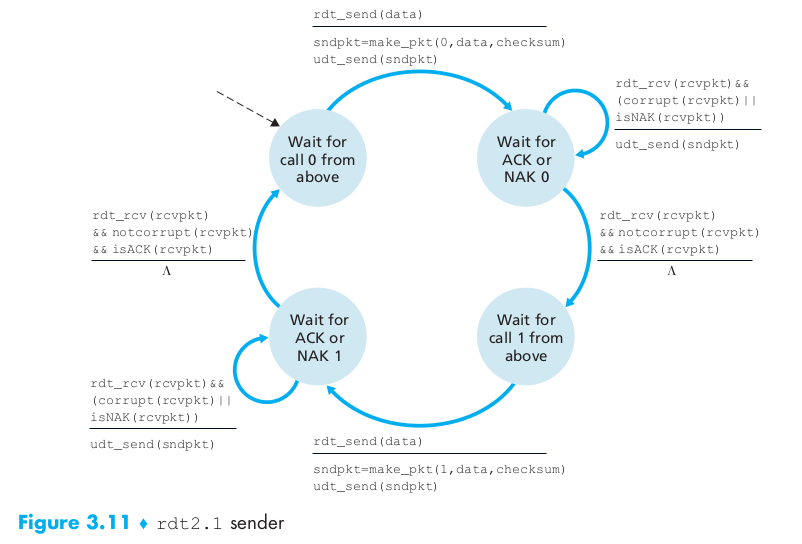 rdt_send(data)
sndpkt=make_pkt(0,data,checksum)
udt_send(sndpkt)
rdt_rcv(rcvpkt)&&
(corrupt(rcvpkt)||
isNAK(rcvpkt))
udt_send(sndpkt)
Wait for
call 0 from
above
Wait for
ACK or
NAK 0
rdt_rcv(rcvpkt)
&& notcorrupt(rcvpkt)
&& isACK(rcvpkt)
Λ
rdt_rcv(rcvpkt)
&& notcorrupt(rcvpkt)
&& isACK(rcvpkt)
Λ
Wait for
ACK or
NAK 1
Wait for
call 1 from
above
rdt_rcv(rcvpkt)&&
(corrupt(rcvpkt)||
isNAK(rcvpkt))
udt_send(sndpkt)
rdt_send(data)
sndpkt=make_pkt(1,data,checksum)
udt_send(sndpkt)
Figure 3.11 ♦ rdt2.1 sender